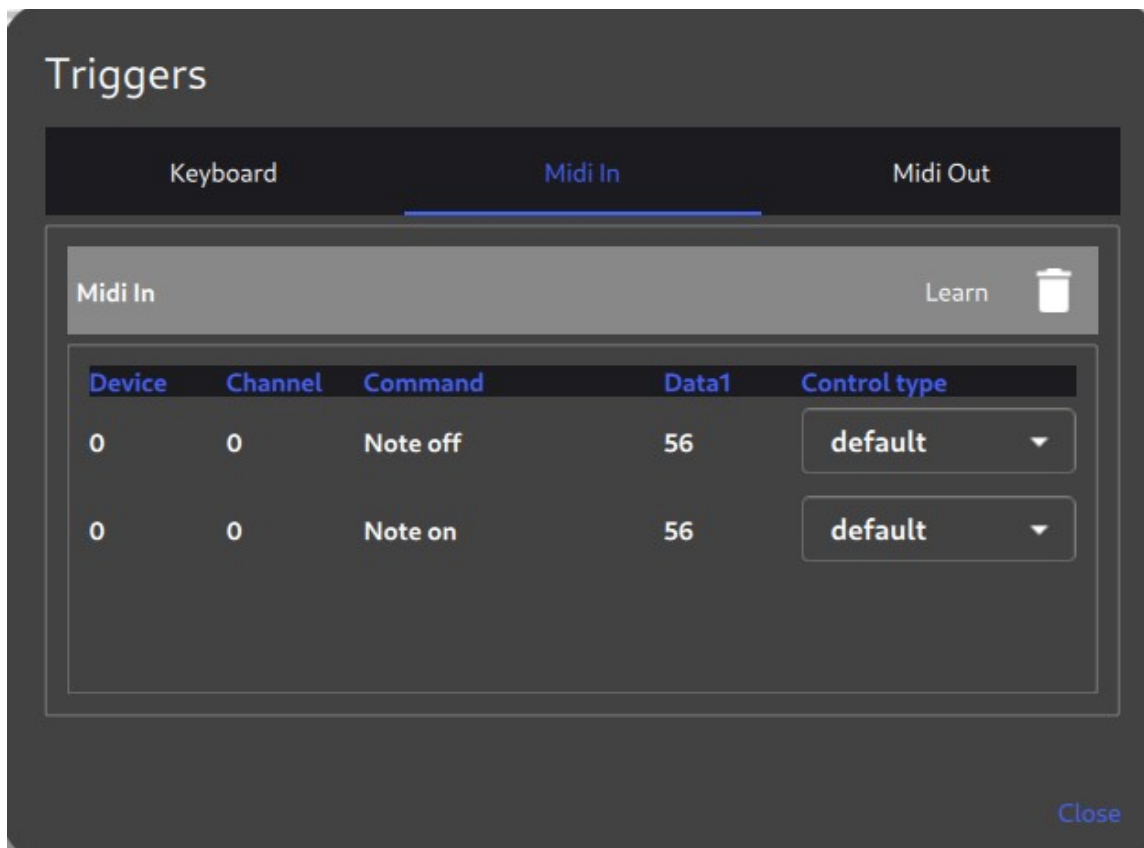 Triggers
Keyboard Midi In Midi Out
Midi In Learn
Device Channel Command Data1 Control type
0 0 Note off 56 default
0 0 Note on 56 default
Close